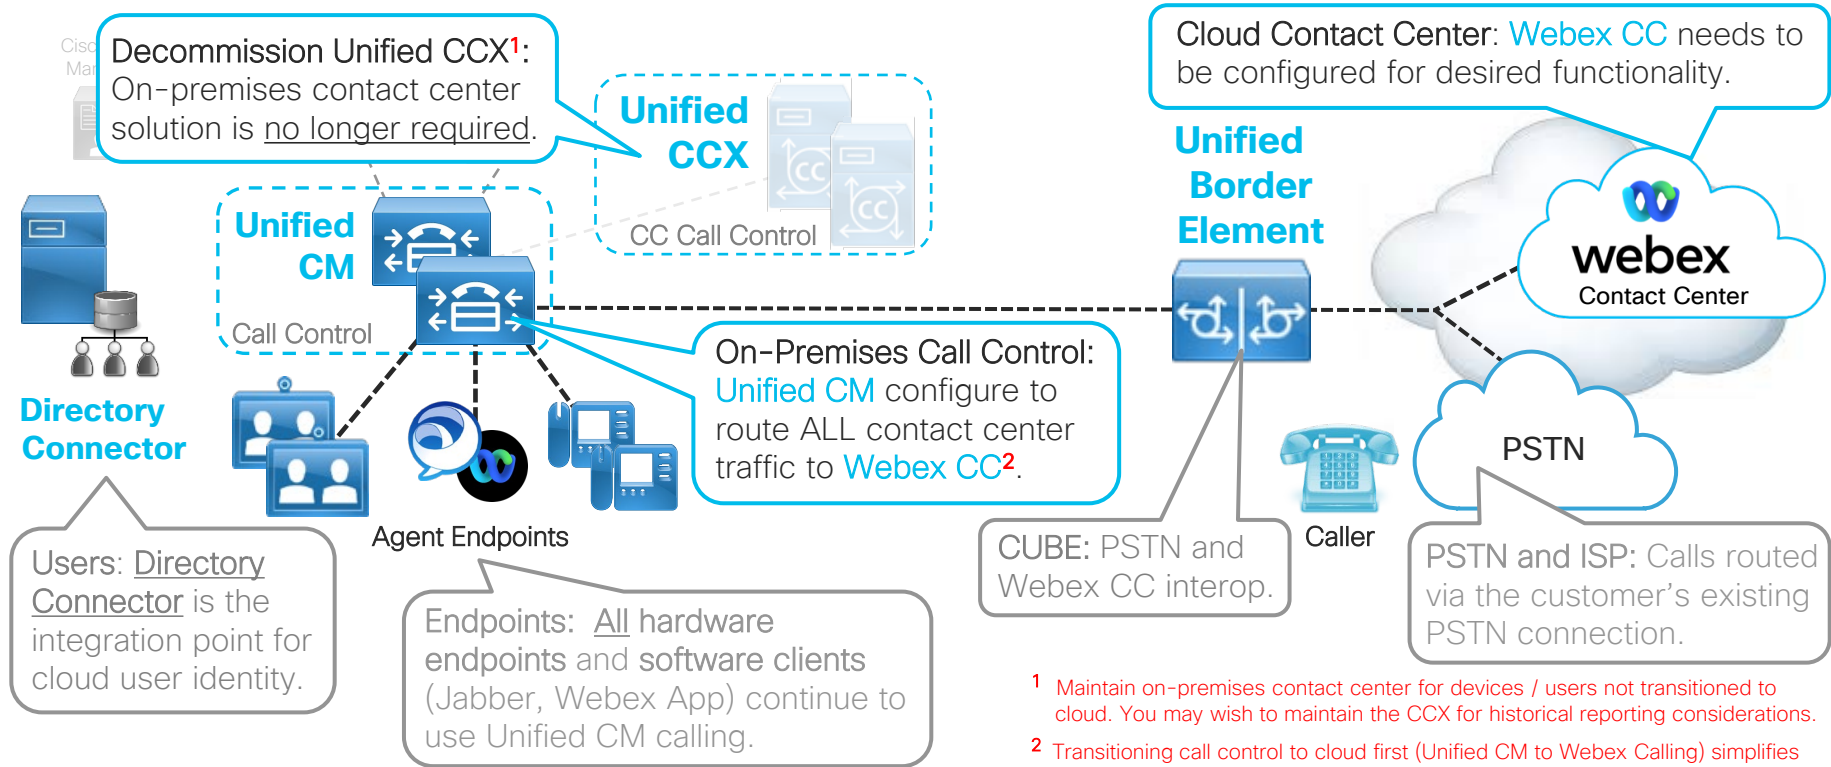 Decommission Unified CCX1:
On-premises contact center
solution is no longer required.
Unified
CCX
CC
CC
CC Call Control
Cloud Contact Center: Webex CC needs to
be configured for desired functionality.
Unified
Border
Element
webex
Contact Center
Unified
CM
Call Control
Directory
Connector
On-Premises Call Control:
Unified CM configure to
route ALL contact center
traffic to Webex CC2.
PSTN
Agent Endpoints
Caller
Users: Directory
Connector is the
integration point for
cloud user identity.
Endpoints: All hardware
endpoints and software clients
(Jabber, Webex App) continue to
use Unified CM calling.
CUBE: PSTN and
Webex CC interop.
PSTN and ISP: Calls routed
via the customer’s existing
PSTN connection.
1 Maintain on-premises contact center for devices / users not transitioned to
cloud. You may wish to maintain the CCX for historical reporting considerations.
2 Transitioning call control to cloud first (Unified CM to Webex Calling) simplifies